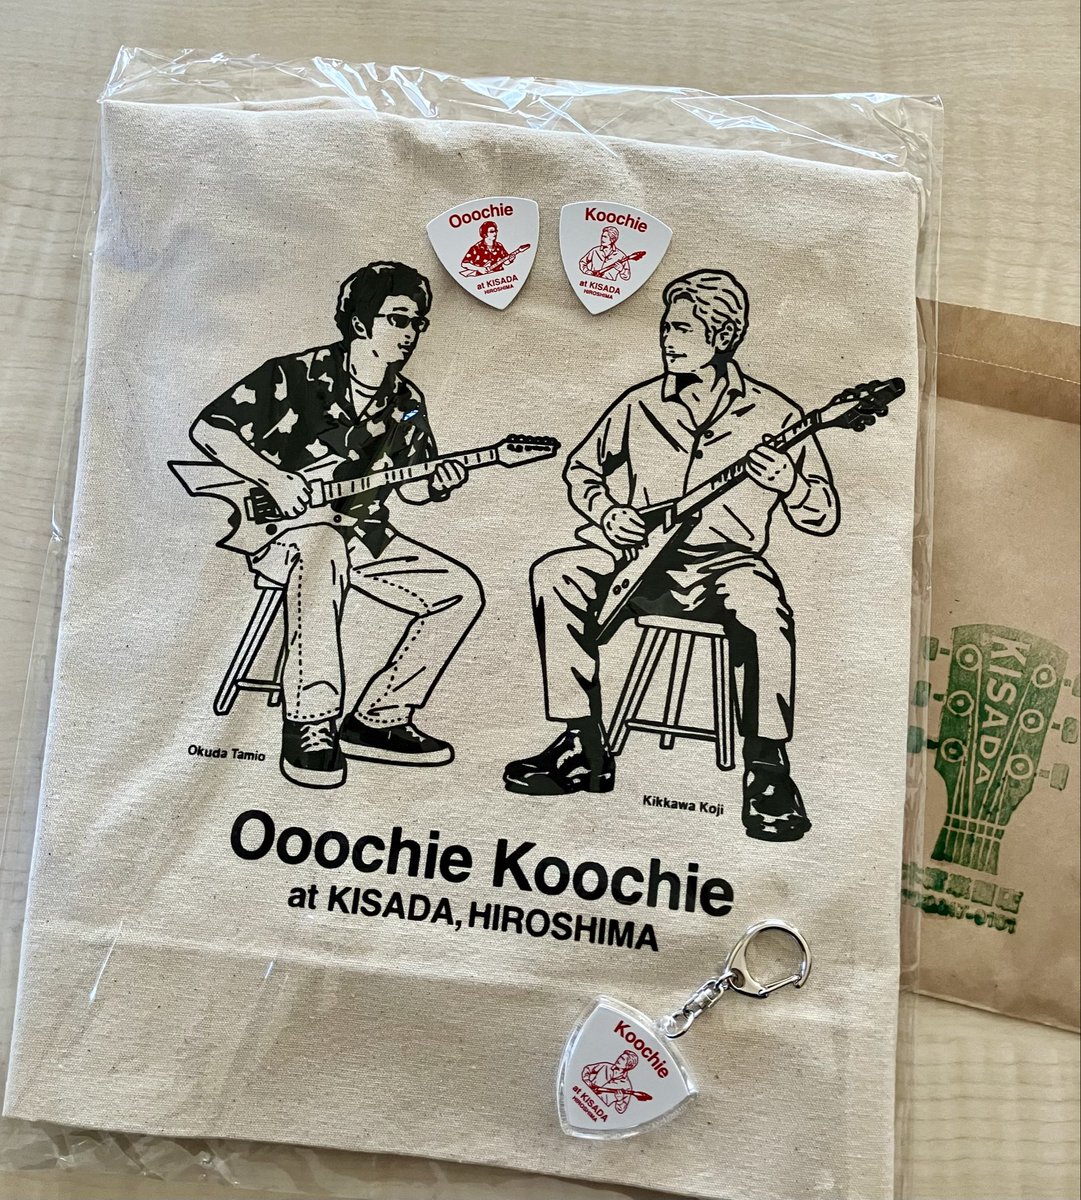 Ooochie
at KISADA
HIROSHIMA
Koochie
at KISADA
HIROSHIMA
Okuda Tamio
Kikkawa Koji
Ooochie Koochie
at KISADA, HIROSHIMA
Koochie
at KISADA
HIROSHIMA
KISADA